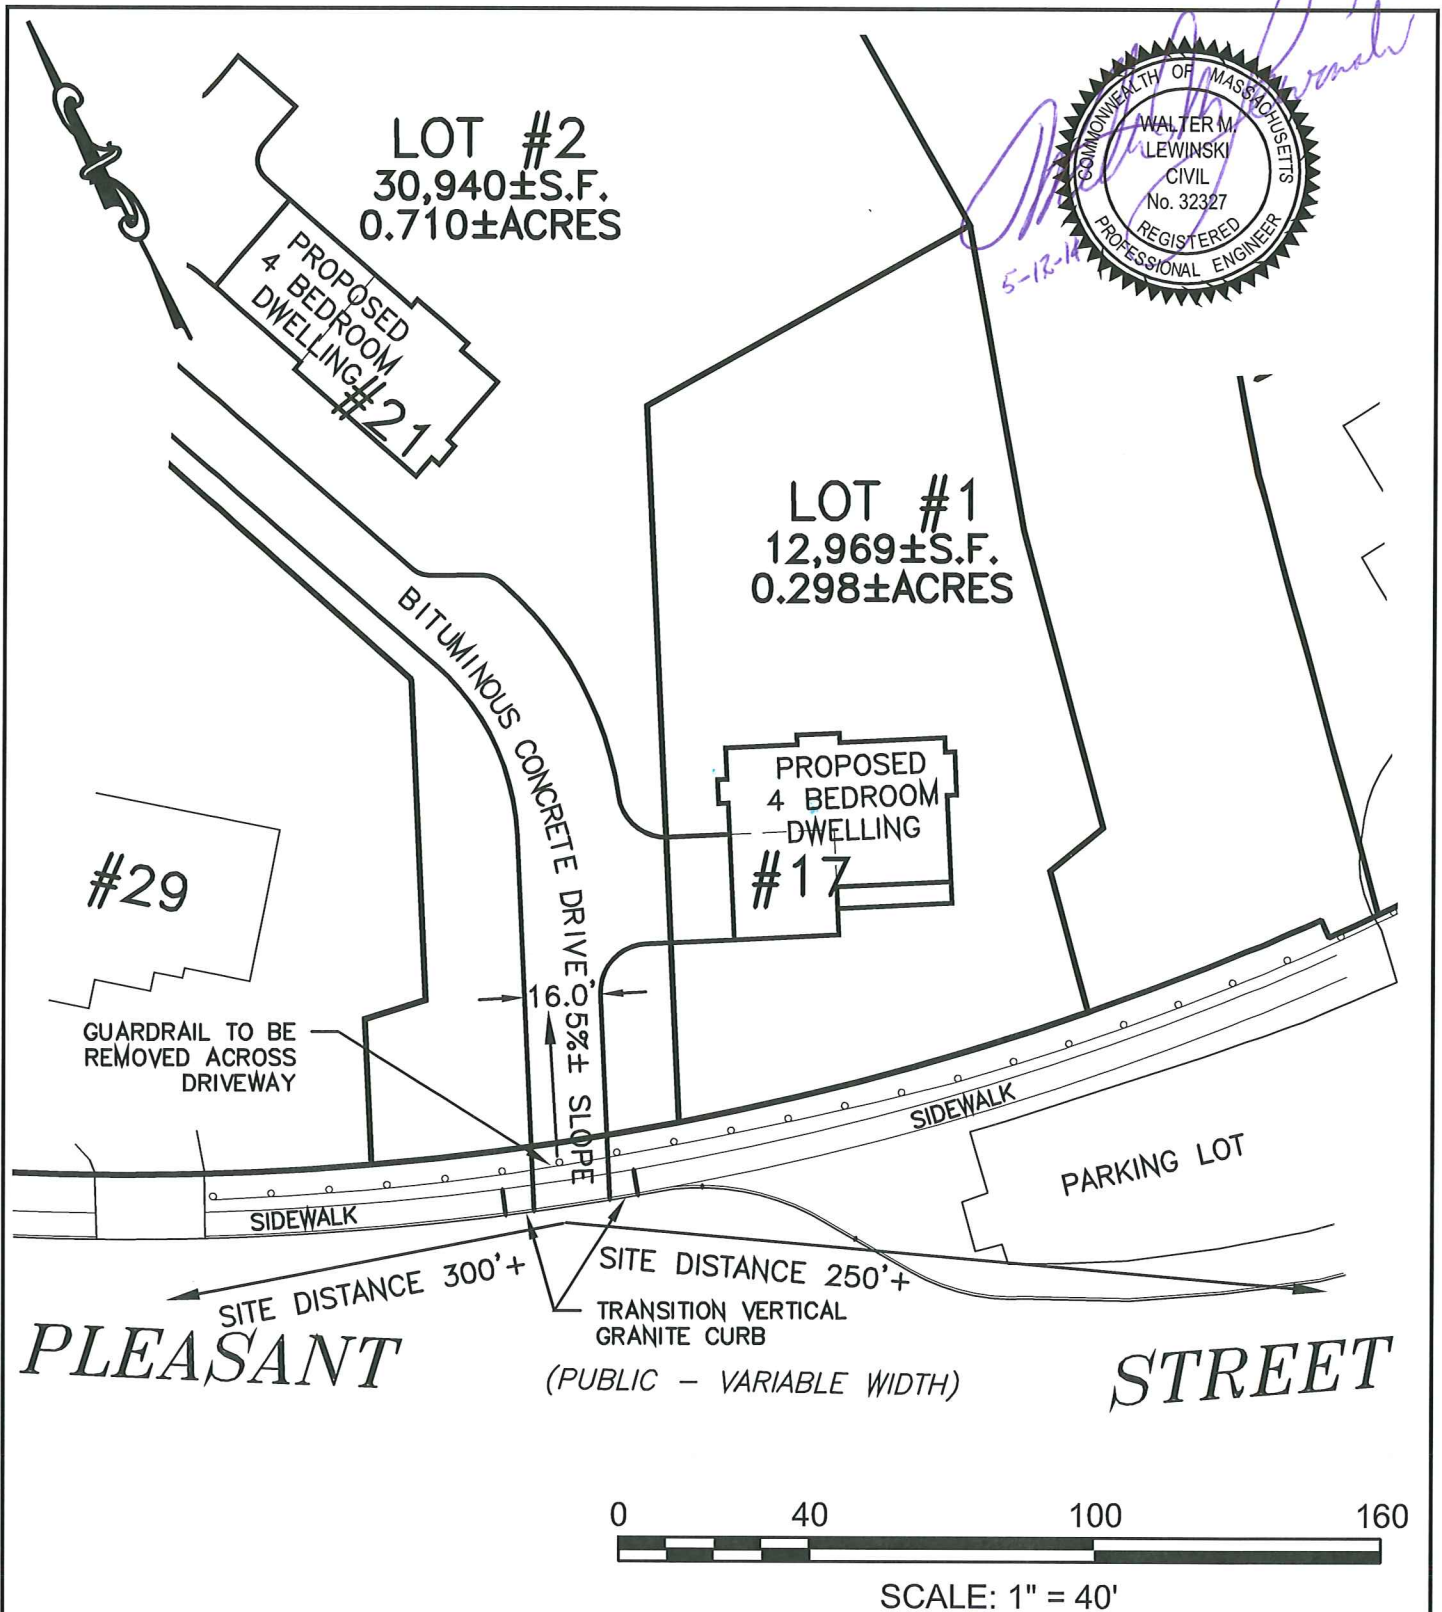 LOT #2
30,940±S.F.
0.710±ACRES
COMMONWEALTH OF MASSACHUSETTS
WALTER M.
LEWINSKI
CIVIL
No. 32327
REGISTERED
PROFESSIONAL ENGINEER
5-12-14
PROPOSED
4 BEDROOM
DWELLING
#21
LOT #1
12,969±S.F.
0.298±ACRES
BITUMINOUS CONCRETE DRIVE
PROPOSED
4 BEDROOM
DWELLING
#17
#29
16.0'
5%± SLOPE
GUARDRAIL TO BE
REMOVED ACROSS
DRIVEWAY
SIDEWALK
SIDEWALK
PARKING LOT
SITE DISTANCE 300'+
SITE DISTANCE 250'+
TRANSITION VERTICAL
GRANITE CURB
PLEASANT STREET
(PUBLIC – VARIABLE WIDTH)
0 40 100 160
SCALE: 1" = 40'